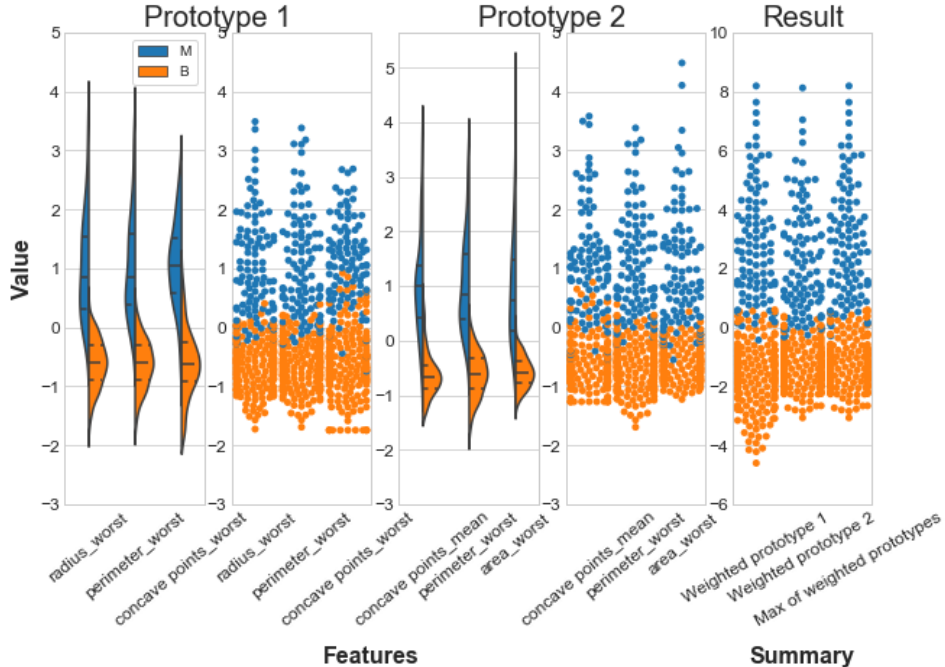 Prototype 1 Prototype 2 Result
M
B
5 5 5 10
4 4 5 4 8
3 3 4 3 6
2 2 3 2 4
1 1 2 1 2
0 0 1 0 0
−1 −1 0 −1 −2
−2 −2 −1 −2 −4
−3 −3 −2 −3 −6
−3
Value
radius_worst
perimeter_worst
concave points_worst
radius_worst
perimeter_worst
concave points_worst
concave points_mean
perimeter_worst
area_worst
concave points_mean
perimeter_worst
area_worst
Weighted prototype 1
Weighted prototype 2
Max of weighted prototypes
Features Summary